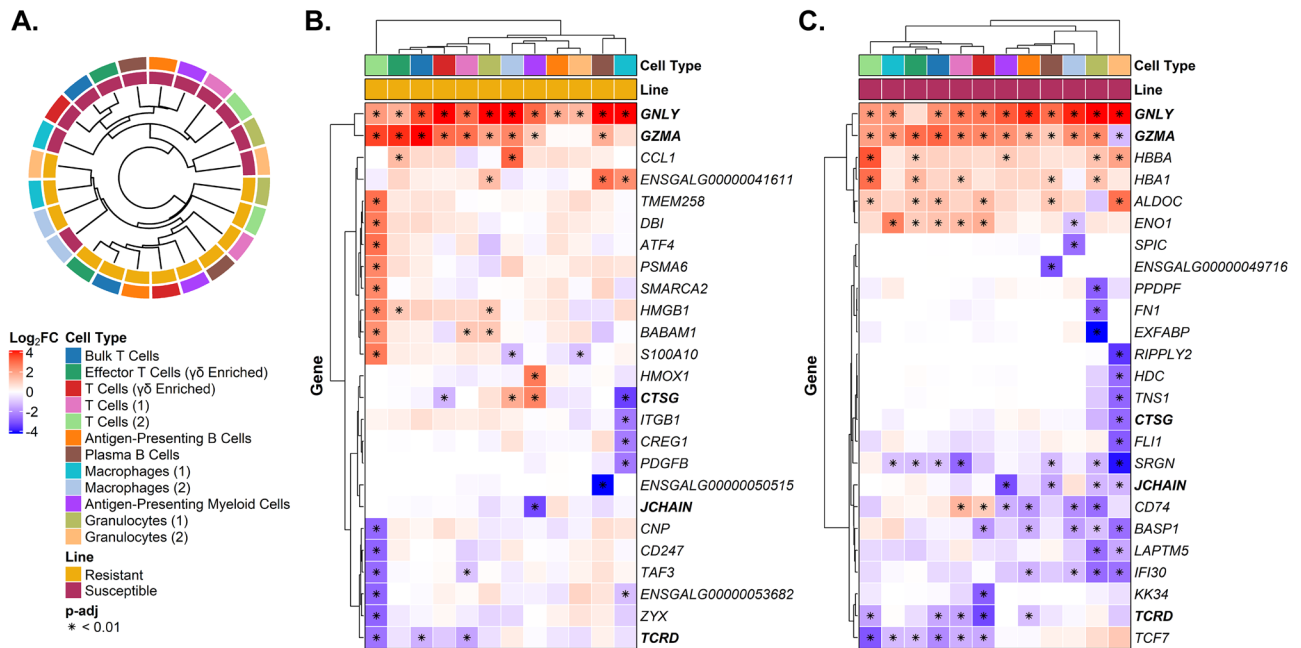 A.
B.
C.
Cell Type
Line
GNLY
GZMA
CCL1
ENSGALG00000041611
TMEM258
DBI
ATF4
PSMA6
SMARCA2
HMGB1
BABAM1
S100A10
HMOX1
CTSG
ITGB1
CREG1
PDGFB
ENSGALG00000050515
JCHAIN
CNP
CD247
TAF3
ENSGALG00000053682
ZYX
TCRD
Gene
Cell Type
Line
GNLY
GZMA
HBBA
HBA1
ALDOC
ENO1
SPIC
ENSGALG00000049716
PPDPF
FN1
EXFABP
RIPPLY2
HDC
TNS1
CTSG
FLI1
SRGN
JCHAIN
CD74
BASP1
LAPTM5
IFI30
KK34
TCRD
TCF7
Gene
Log2FC
4
2
0
-2
-4
Cell Type
Bulk T Cells
Effector T Cells (γδ Enriched)
T Cells (γδ Enriched)
T Cells (1)
T Cells (2)
Antigen-Presenting B Cells
Plasma B Cells
Macrophages (1)
Macrophages (2)
Antigen-Presenting Myeloid Cells
Granulocytes (1)
Granulocytes (2)
Line
Resistant
Susceptible
p-adj
* < 0.01